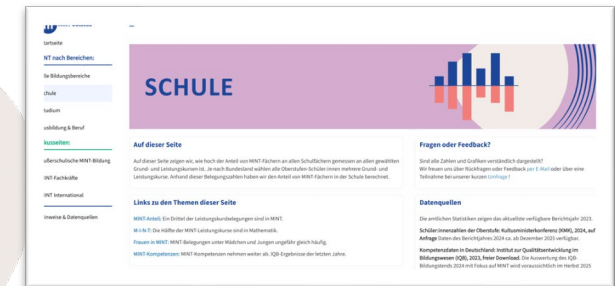 tartseite
NT nach Bereichen:
lle Bildungsbereiche
chule
tudium
usbildung & Beruf
kusseiten:
ußerschulische MINT-Bildung
INT-Fachkräfte
INT International
inweise & Datenquellen
SCHULE
Auf dieser Seite
Auf dieser Seite zeigen wir, wie hoch der Anteil von MINT-Fächern an allen Schulfächern gemessen an allen gewählten
Grund- und Leistungskursen ist. Je nach Bundesland wählen alle Oberstufen-Schüler:innen mehrere Grund- und
Leistungskurse. Anhand dieser Belegungszahlen haben wir den Anteil von MINT-Fächern in der Schule berechnet.
Links zu den Themen dieser Seite
MINT-Anteil: Ein Drittel der Leistungskursbelegungen sind in MINT.
M-I-N-T: Die Hälfte der MINT-Leistungskurse sind in Mathematik.
Frauen in MINT: MINT-Belegungen unter Mädchen und Jungen ungefähr gleich häufig.
MINT-Kompetenzen: MINT-Kompetenzen nehmen weiter ab. IQB-Ergebnisse der letzten Jahre.
Fragen oder Feedback?
Sind alle Zahlen und Grafiken verständlich dargestellt?
Wir freuen uns über Rückfragen oder Feedback per E-Mail oder über eine
Teilnahme bei unserer kurzen Umfrage!
Datenquellen
Die amtlichen Statistiken zeigen das aktuellste verfügbare Berichtsjahr 2023.
Schüler:innenzahlen der Oberstufe: Kultusministerkonferenz (KMK), 2024, auf
Anfrage Daten des Berichtjahres 2024 ca. ab Dezember 2025 verfügbar.
Kompetenzdaten in Deutschland: Institut zur Qualitätsentwicklung im
Bildungswesen (IQB), 2023, freier Download. Die Auswertung des IQB-
Bildungstrends 2024 mit Fokus auf MINT wird voraussichtlich im Herbst 2025